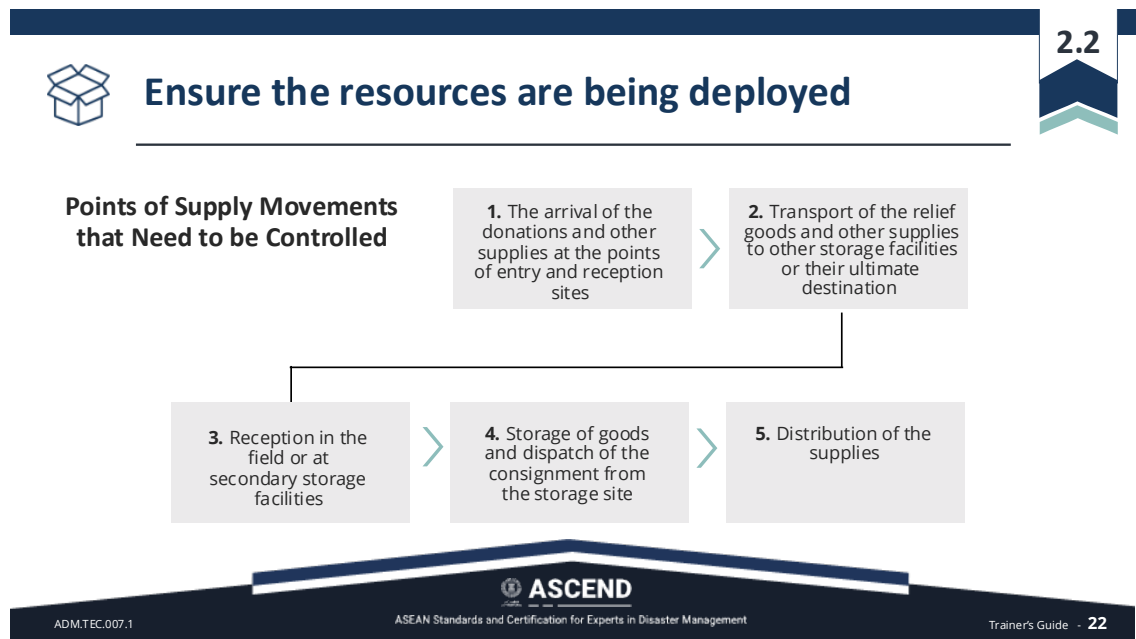 2.2
Ensure the resources are being deployed
Points of Supply Movements
that Need to be Controlled
1. The arrival of the
donations and other
supplies at the points
of entry and reception
sites
2. Transport of the relief
goods and other supplies
to other storage facilities
or their ultimate
destination
3. Reception in the
field or at
secondary storage
facilities
4. Storage of goods
and dispatch of the
consignment from
the storage site
5. Distribution of the
supplies
ASCEND
ASEAN Standards and Certification for Experts in Disaster Management
ADM.TEC.007.1
Trainer's Guide - 22